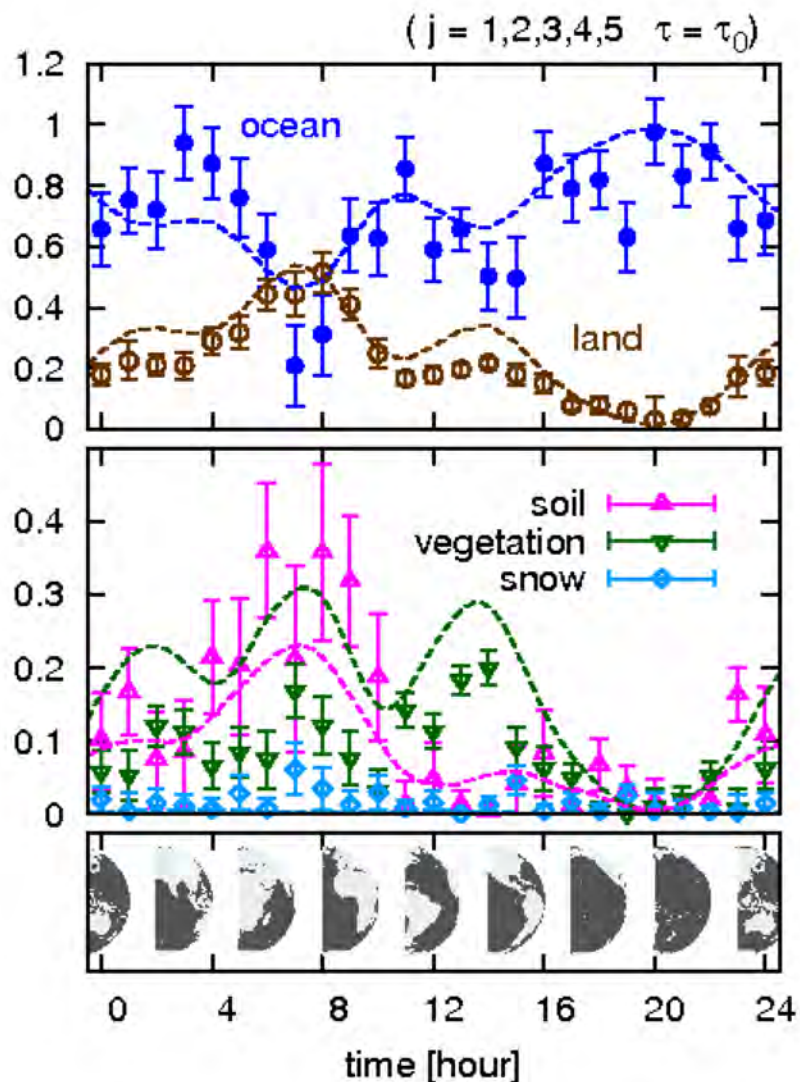 ( j = 1,2,3,4,5 τ = τ₀)
1.2
1
0.8
0.6
0.4
0.2
0
ocean
land
0.4
0.3
0.2
0.1
0
soil
vegetation
snow
0 4 8 12 16 20 24
time [hour]